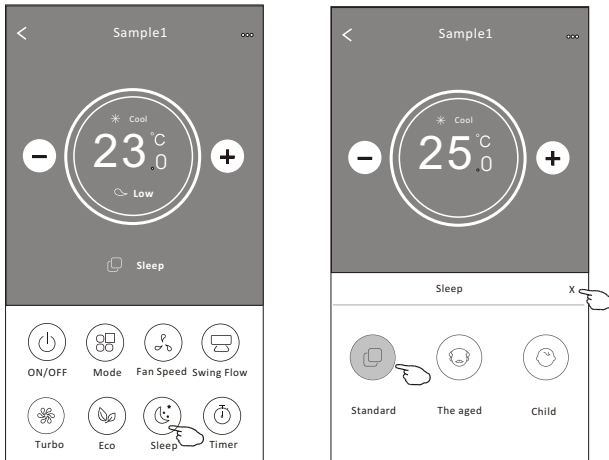 Sample1
Cool
23.0°C
Low
Sleep
ON/OFF
Mode
Fan Speed
Swing Flow
Turbo
Eco
Sleep
Timer
Sample1
Cool
25.0°C
Sleep
X
Standard
The aged
Child